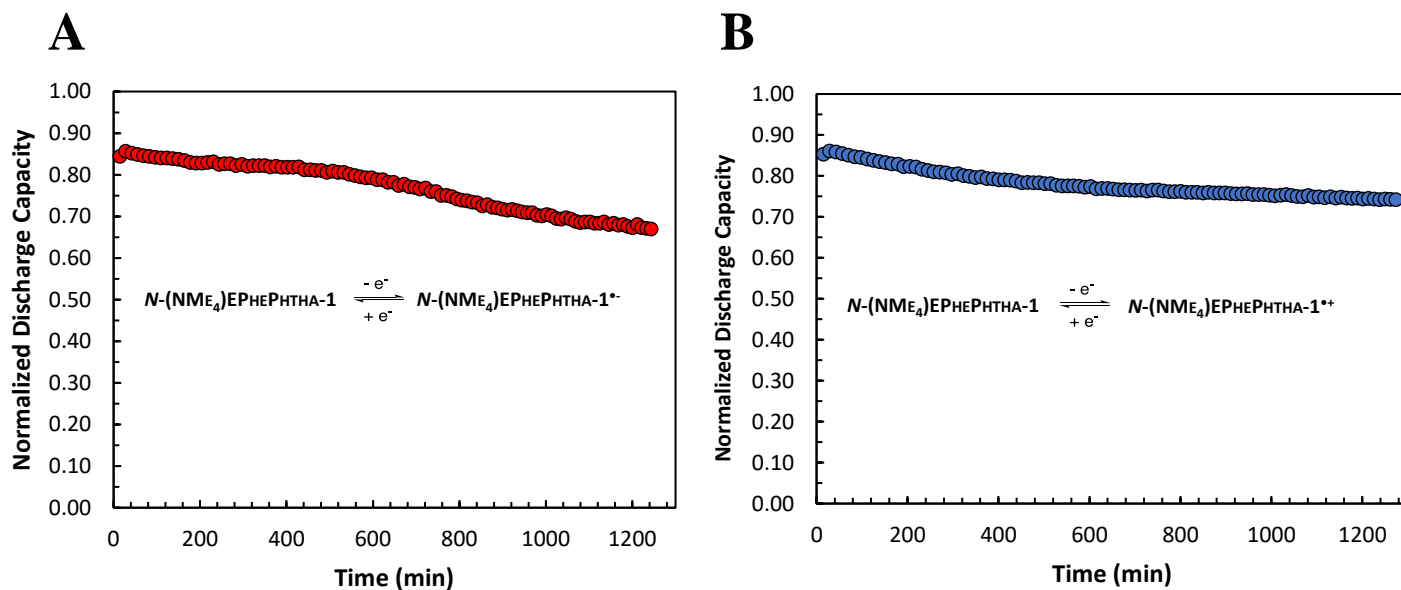 A
Normalized Discharge Capacity
1.00
0.90
0.80
0.70
0.60
0.50
0.40
0.30
0.20
0.10
0.00
N-(NME₄)EPHEPHTHA-1
- e⁻
+ e⁻
N-(NME₄)EPHEPHTHA-1•⁻
0 200 400 600 800 1000 1200
Time (min)
B
Normalized Discharge Capacity
1.00
0.90
0.80
0.70
0.60
0.50
0.40
0.30
0.20
0.10
0.00
N-(NME₄)EPHEPHTHA-1
- e⁻
+ e⁻
N-(NME₄)EPHEPHTHA-1•⁺
0 200 400 600 800 1000 1200
Time (min)